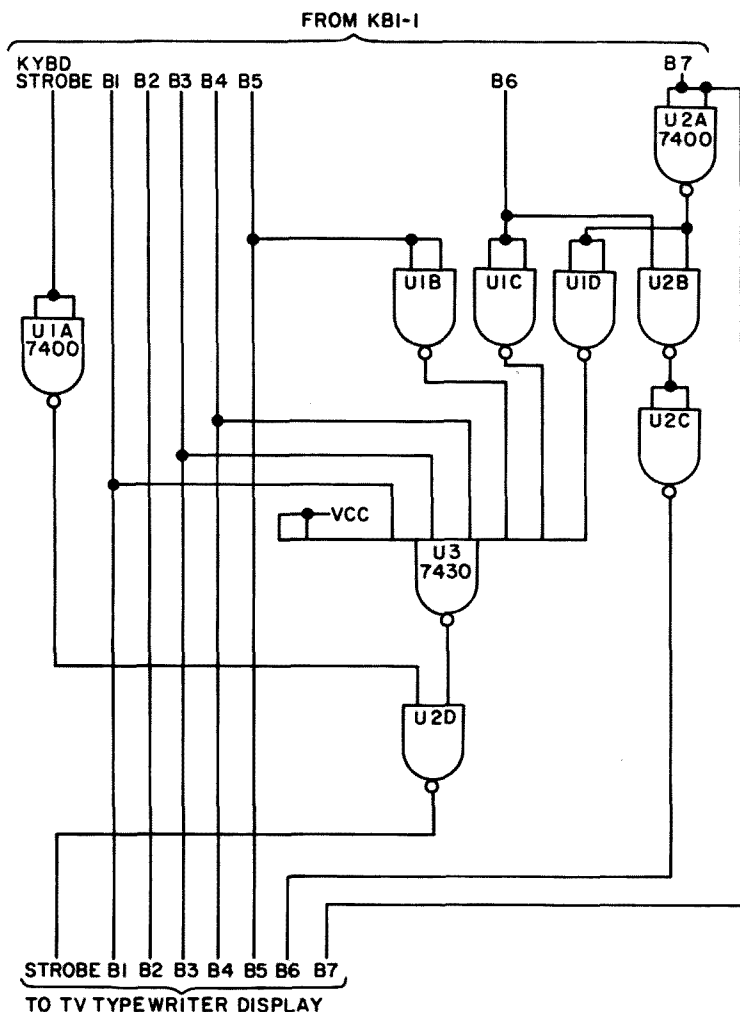 FROM KB1-1
KYBD
STROBE B1 B2 B3 B4 B5 B6 B7
U2A
7400
U1B U1C U1D U2B
U1A
7400
U2C
VCC
U3
7430
U2D
STROBE B1 B2 B3 B4 B5 B6 B7
TO TV TYPEWRITER DISPLAY